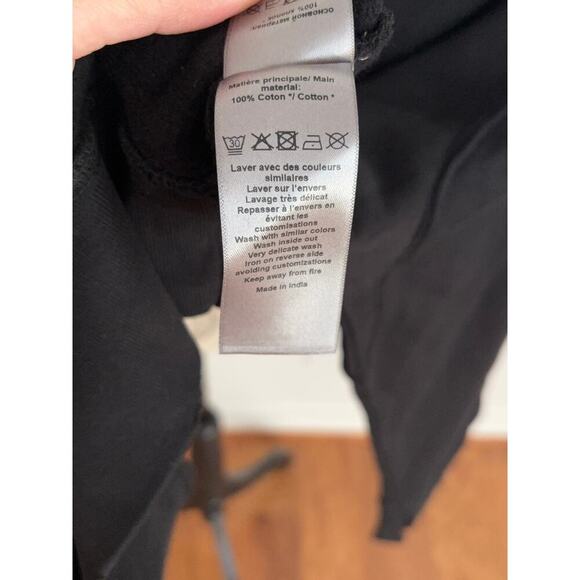 ОСНОВНОЙ МАТЕРИАЛ:
Matière principale/ Main
material:
100% Coton */ Cotton *
30
Laver avec des couleurs
similaires
Laver sur l'envers
Lavage très délicat
Repasser à l'envers en
évitant les
customisations
Wash with similar colors
Wash inside out
Very delicate wash
Iron on reverse side
avoiding customizations
Keep away from fire
Made in India